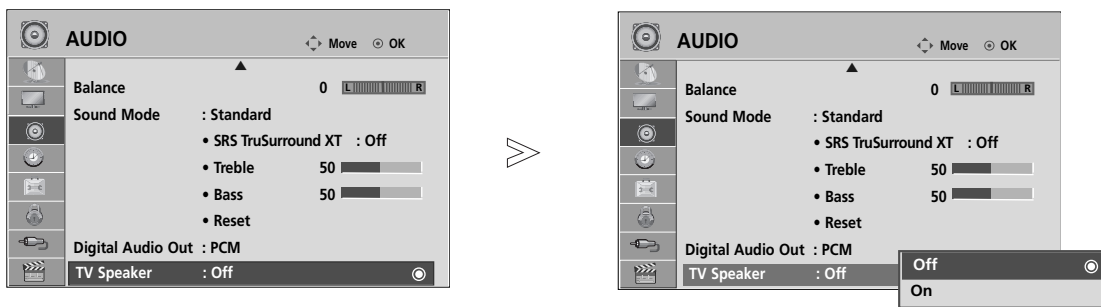 AUDIO Move OK
Balance 0 L R
Sound Mode : Standard
• SRS TruSurround XT : Off
• Treble 50
• Bass 50
• Reset
Digital Audio Out : PCM
TV Speaker : Off
AUDIO Move OK
Balance 0 L R
Sound Mode : Standard
• SRS TruSurround XT : Off
• Treble 50
• Bass 50
• Reset
Digital Audio Out : PCM
TV Speaker : Off
Off
On